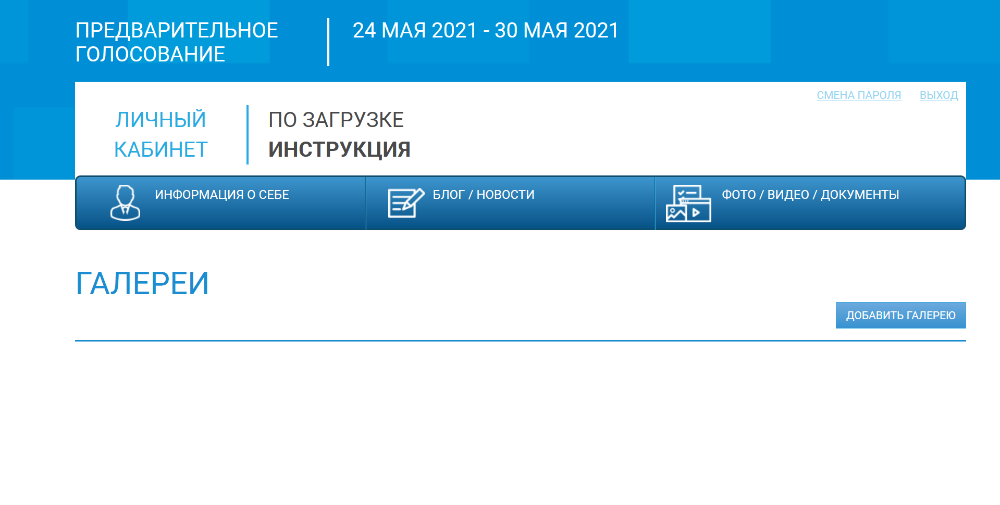 ПРЕДВАРИТЕЛЬНОЕ
ГОЛОСОВАНИЕ
24 МАЯ 2021 - 30 МАЯ 2021
СМЕНА ПАРОЛЯ
ВЫХОД
ЛИЧНЫЙ
КАБИНЕТ
ПО ЗАГРУЗКЕ
ИНСТРУКЦИЯ
ИНФОРМАЦИЯ О СЕБЕ
БЛОГ / НОВОСТИ
ФОТО / ВИДЕО / ДОКУМЕНТЫ
ГАЛЕРЕИ
ДОБАВИТЬ ГАЛЕРЕЮ